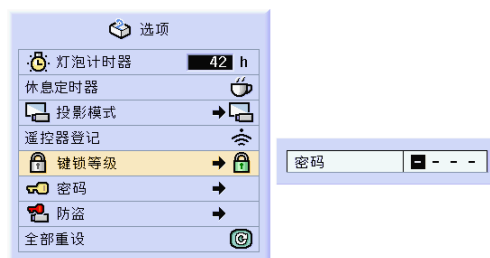 选项
灯泡计时器 42 h
休息定时器
投影模式
遥控器登记
键锁等级
密码
防盗
全部重设
密码 - - - -